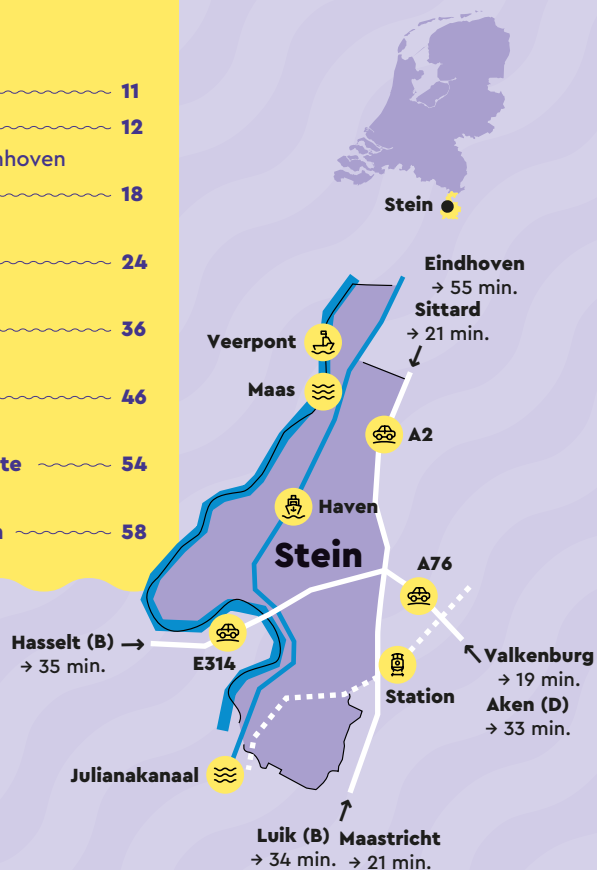 11
12
nhoven
18
24
36
46
te 54
58
Stein
Eindhoven
→ 55 min.
Sittard
→ 21 min.
Veerpont
Maas
A2
Haven
Stein
A76
Hasselt (B)
→ 35 min.
E314
Valkenburg
→ 19 min.
Aken (D)
→ 33 min.
Station
Julianakanaal
Luik (B)
→ 34 min.
Maastricht
→ 21 min.